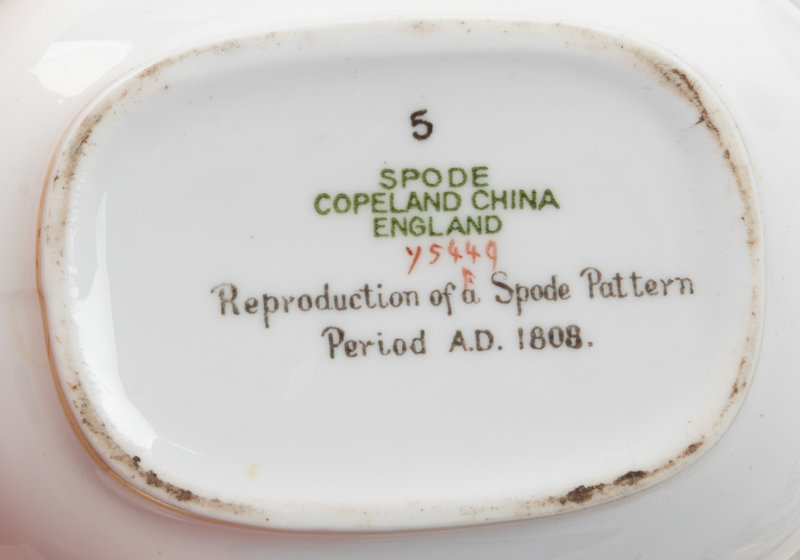 5
SPODE
COPELAND CHINA
ENGLAND
Y5449
Reproduction of a Spode Pattern
Period A.D. 1808.